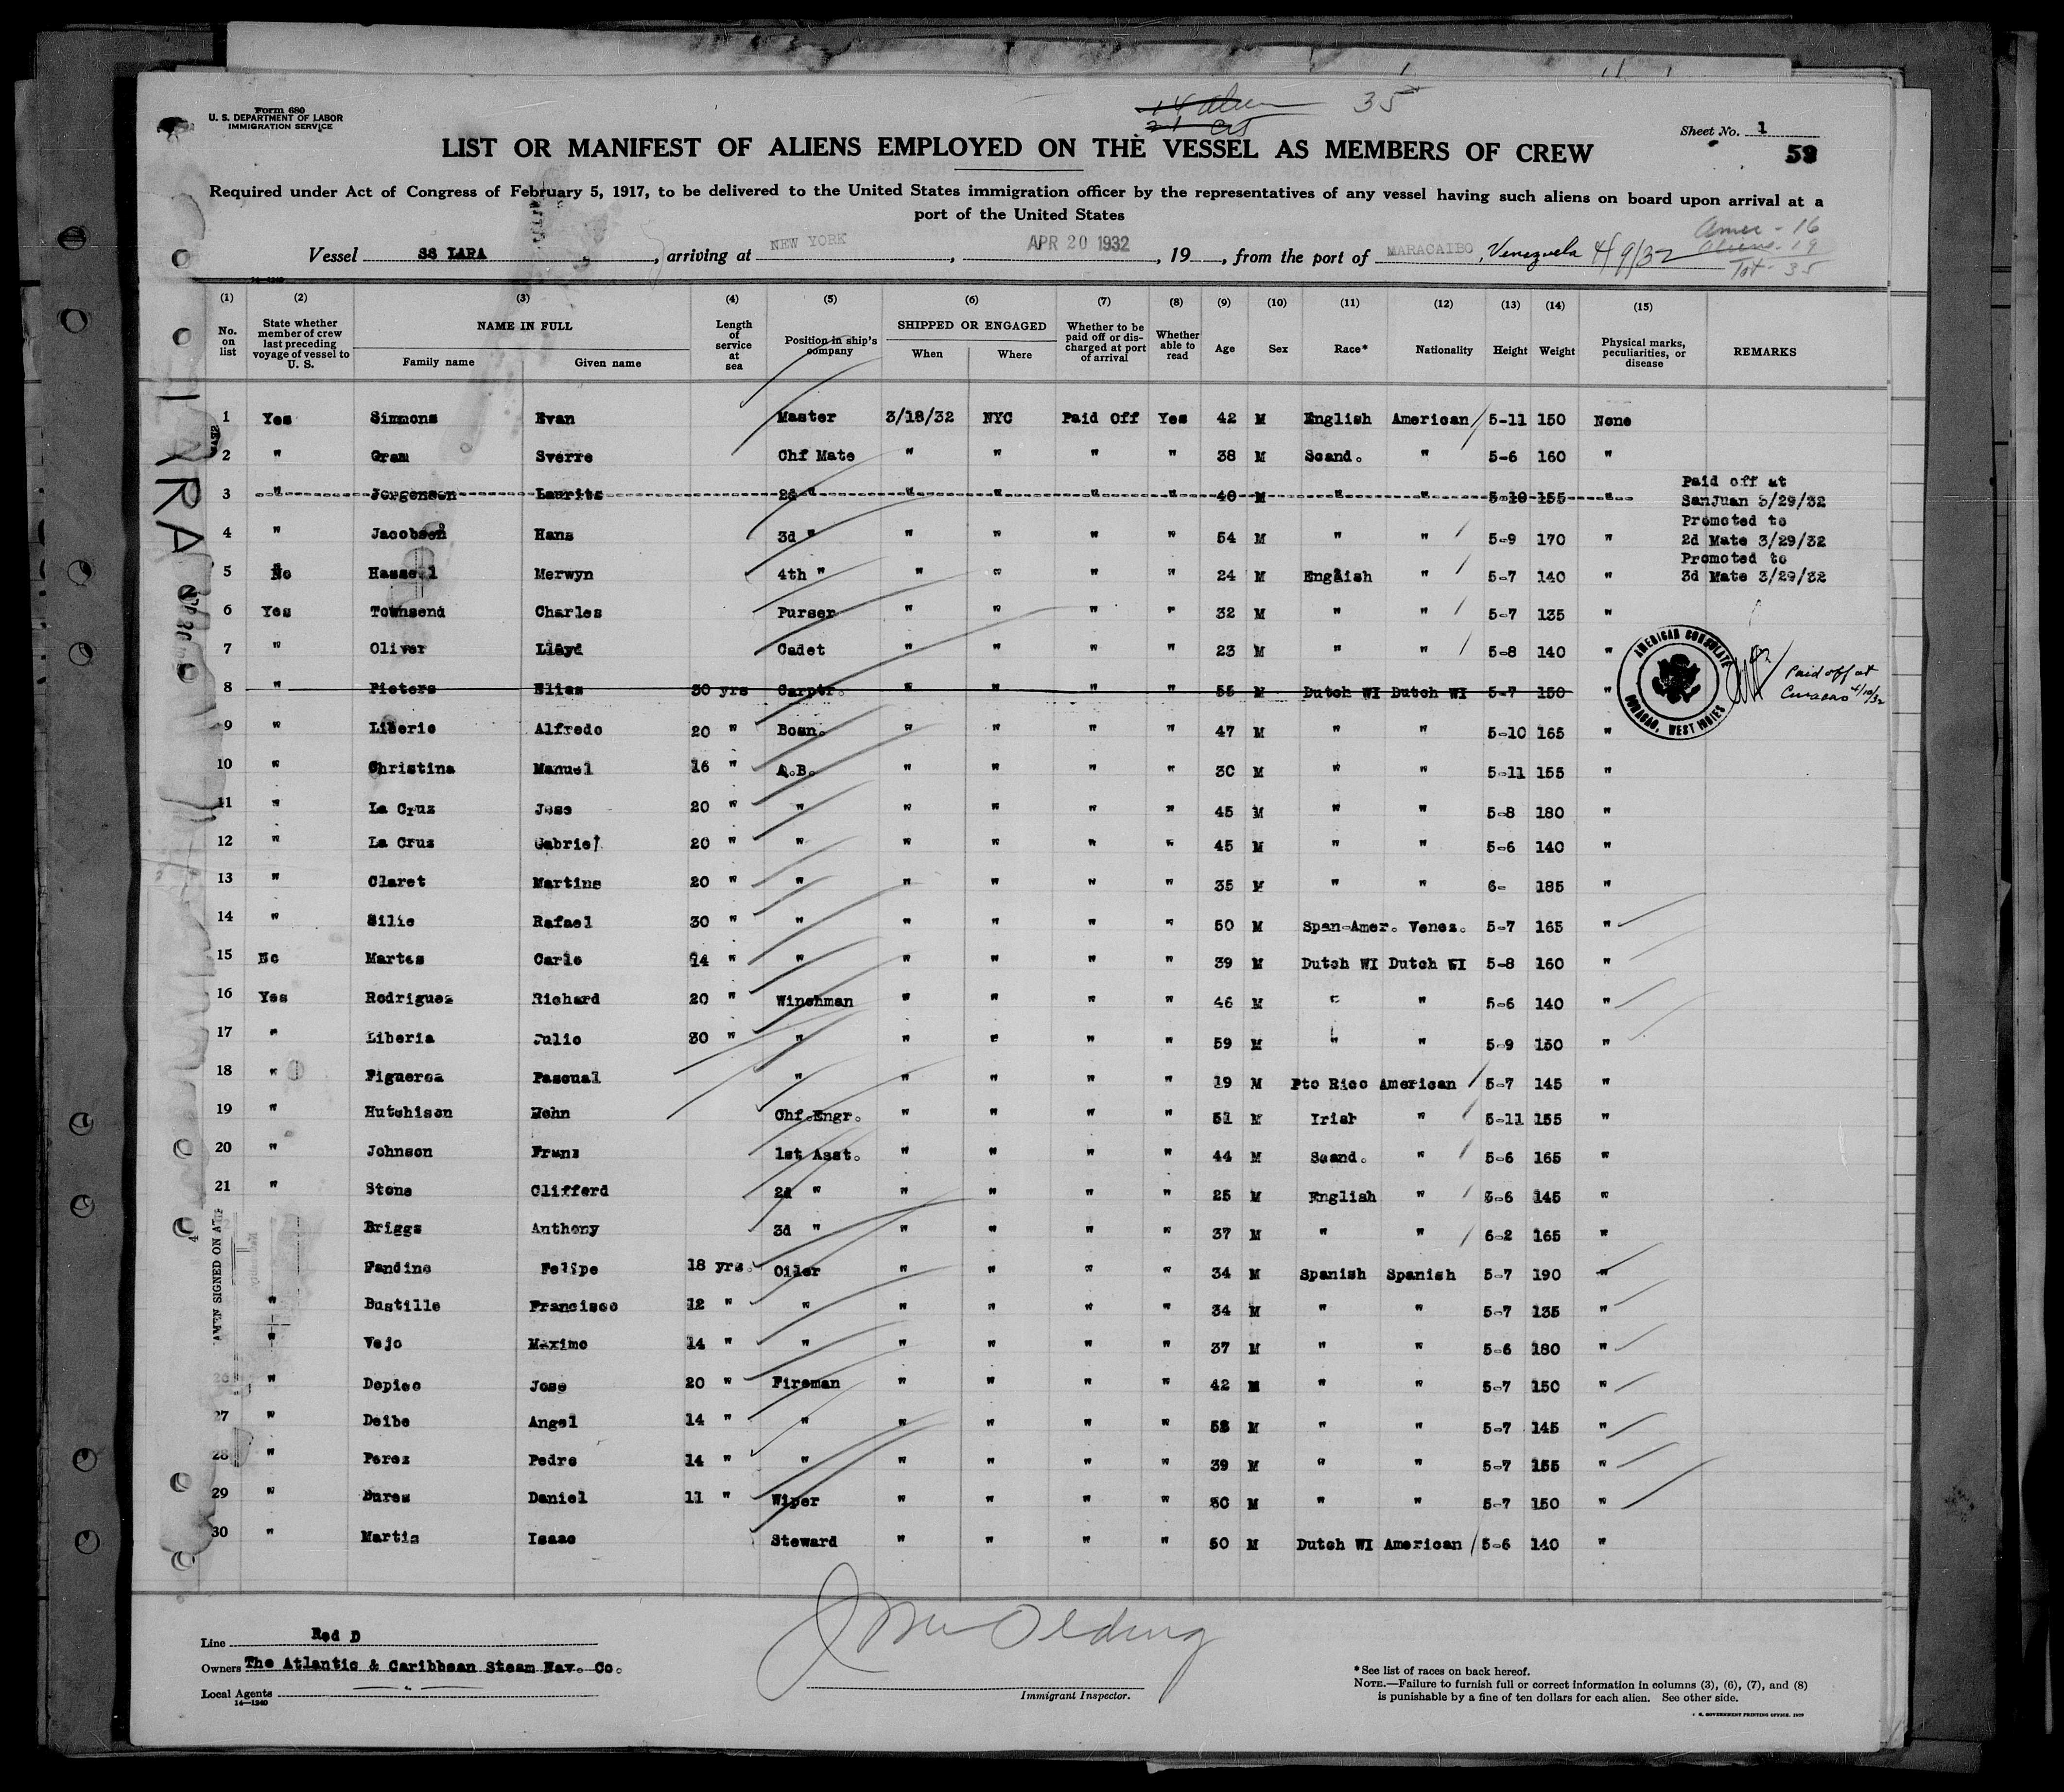 Form 680
U. S. DEPARTMENT OF LABOR
IMMIGRATION SERVICE
35
Sheet No. 1
LIST OR MANIFEST OF ALIENS EMPLOYED ON THE VESSEL AS MEMBERS OF CREW
Required under Act of Congress of February 5, 1917, to be delivered to the United States immigration officer by the representatives of any vessel having such aliens on board upon arrival at a
port of the United States
Amer - 16
Aliens - 19
Tot - 35
Vessel SS LARA, arriving at NEW YORK, APR 20 1932, 19, from the port of MARACAIBO, Venezuela 4/9/32
(1) (2) (3) (4) (5) (6) (7) (8) (9) (10) (11) (12) (13) (14) (15)
No. on list State whether member of crew last preceding voyage of vessel to U. S. NAME IN FULL Family name Given name Length of service at sea Position in ship's company SHIPPED OR ENGAGED When Where Whether to be paid off or discharged at port of arrival Whether able to read Age Sex Race* Nationality Height Weight Physical marks, peculiarities, or disease REMARKS
1 Yes Simmons Evan Master 3/18/32 NYC Paid Off Yes 42 M English American 5-11 150 None
2 " Gram Sverre Chf Mate " " " " 38 M Scand. " 5-6 160 "
3 " Jorgensen Laurits 2d " " " " " 40 M " " 5-10 155 " Paid off at SanJuan 3/29/32
4 " Jacobsen Hans 3d " " " " " 54 M " " 5-9 170 " Promoted to 2d Mate 3/29/32
5 No Hassell Merwyn 4th " " " " " 24 M English " 5-7 140 " Promoted to 3d Mate 3/29/32
6 Yes Townsend Charles Purser " " " " 32 M " " 5-7 135 "
7 " Oliver Lloyd Cadet " " " " 23 M " " 5-8 140 "
8 " Pieters Elias 30 yrs Carptr. " " " " 55 M Dutch WI Dutch WI 5-7 150 " Paid off at Curacao 4/10/32
AMERICAN CONSULATE
CURACAO, WEST INDIES
9 " Liberie Alfredo 20 " Bosn. " " " " 47 M " " 5-10 165 "
10 " Christina Manuel 16 " A.B. " " " " 30 M " " 5-11 155 "
11 " La Cruz Jose 20 " " " " " " 45 M " " 5-8 180 "
12 " La Cruz Gabriel 20 " " " " " " 45 M " " 5-6 140 "
13 " Claret Martins 20 " " " " " " 35 M " " 6- 185 "
14 " Silie Rafael 30 " " " " " " 50 M Span-Amer. Venez. 5-7 165 "
15 No Martes Carlo 14 " " " " " " 39 M Dutch WI Dutch WI 5-8 160 "
16 Yes Rodriguez Richard 20 " Winchman " " " " 46 M " " 5-6 140 "
17 " Liberia Julio 30 " " " " " " 59 M " " 5-9 150 "
18 " Figueroa Pascual " " " " " 19 M Pto Rico American 5-7 145 "
19 " Hutchison Chf.Engr. " " " " 51 M Irish " 5-11 155 "
20 " Johnson Franz 1st Asst. " " " " 44 M Scand. " 5-6 165 "
21 " Stone Clifford 2d " " " " " 25 M English " 145 "
Briggs Anthony 3d " " " " " 37 M " " 6-2 165 "
Fandino Felipe 18 yrs. Oiler " " " " 34 M Spanish Spanish 5-7 190 "
" Bustillo Francisco 12 " " " " " " 34 M " " 5-7 135 "
" Vejo Maximo 14 " " " " " " 37 M " " 5-6 180 "
26 " Depico Jose 20 " Fireman " " " " 42 M " " 5-7 150 "
27 " Deibe Angel 14 " " " " " " M " " 5-7 145 "
28 " Perez Pedro 14 " " " " " " 39 M " " 5-7 155 "
29 " Bures Daniel 11 " Wiper " " " " 30 M " " 5-7 150 "
30 " Martis Isaac Steward " " " " 50 M Dutch WI American 5-6 140 "
Line Red D
Owners The Atlantic & Caribbean Steam Nav. Co.
Local Agents
14-1240
Immigrant Inspector.
*See list of races on back hereof.
NOTE.—Failure to furnish full or correct information in columns (3), (6), (7), and (8)
is punishable by a fine of ten dollars for each alien. See other side.